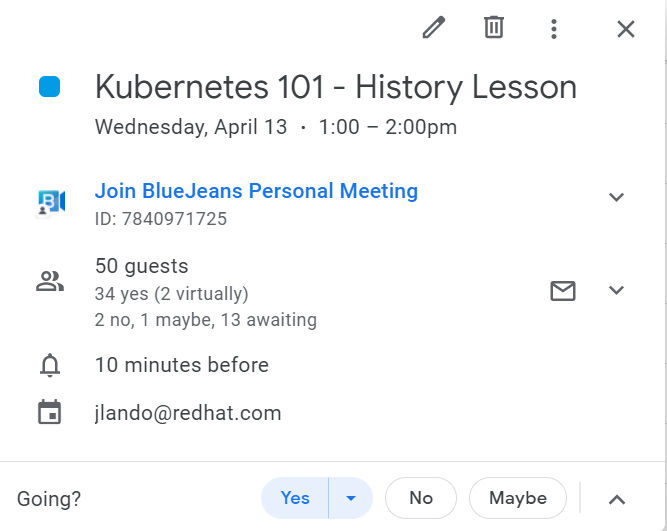 Kubernetes 101 - History Lesson
Wednesday, April 13 · 1:00 – 2:00pm
B
Join BlueJeans Personal Meeting
ID: 7840971725
50 guests
34 yes (2 virtually)
2 no, 1 maybe, 13 awaiting
10 minutes before
jlando@redhat.com
Going? Yes No Maybe